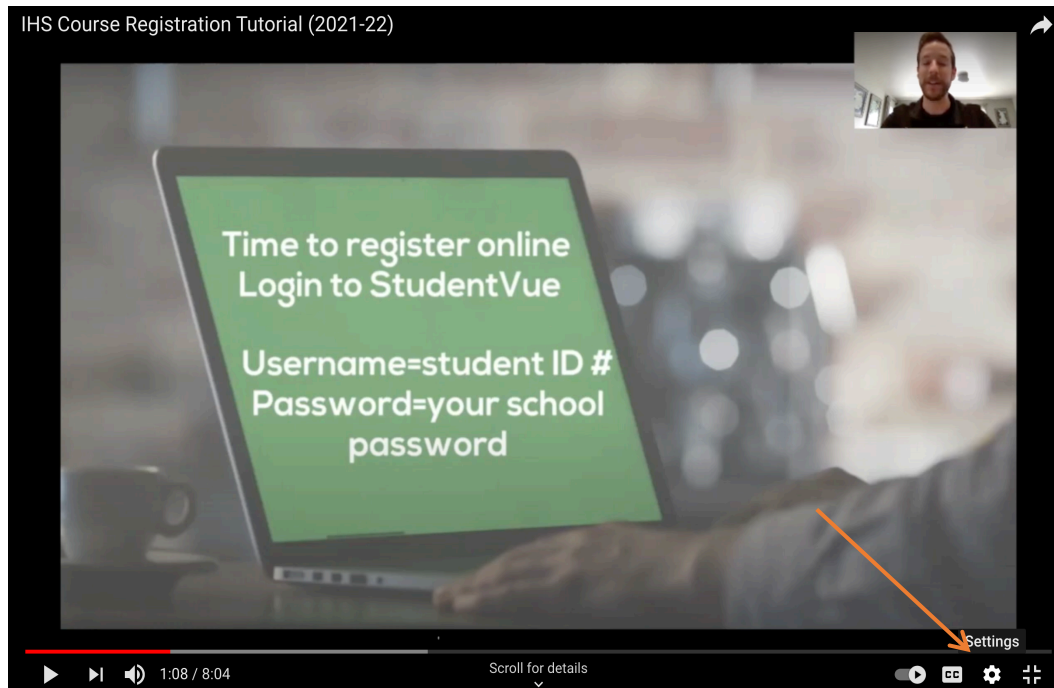 IHS Course Registration Tutorial (2021-22)
Time to register online
Login to StudentVue
Username=student ID #
Password=your school
password
Settings
1:08 / 8:04
Scroll for details
CC